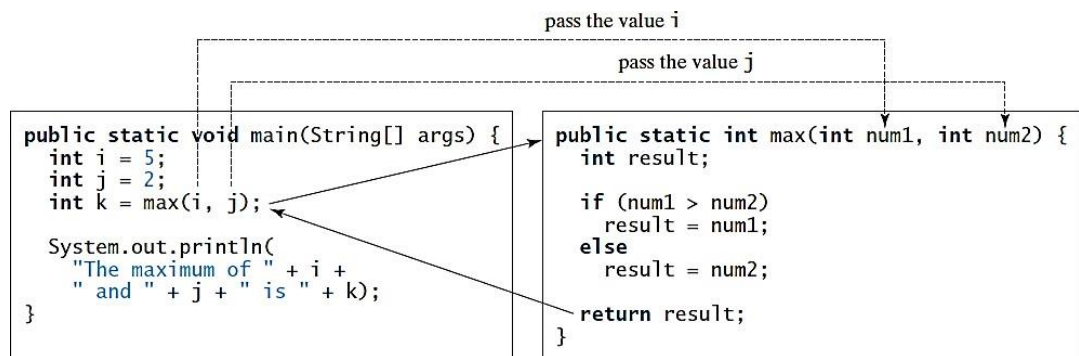 pass the value i
pass the value j
public static void main(String[] args) {
int i = 5;
int j = 2;
int k = max(i, j);
System.out.println(
"The maximum of " + i +
" and " + j + " is " + k);
}
public static int max(int num1, int num2) {
int result;
if (num1 > num2)
result = num1;
else
result = num2;
return result;
}